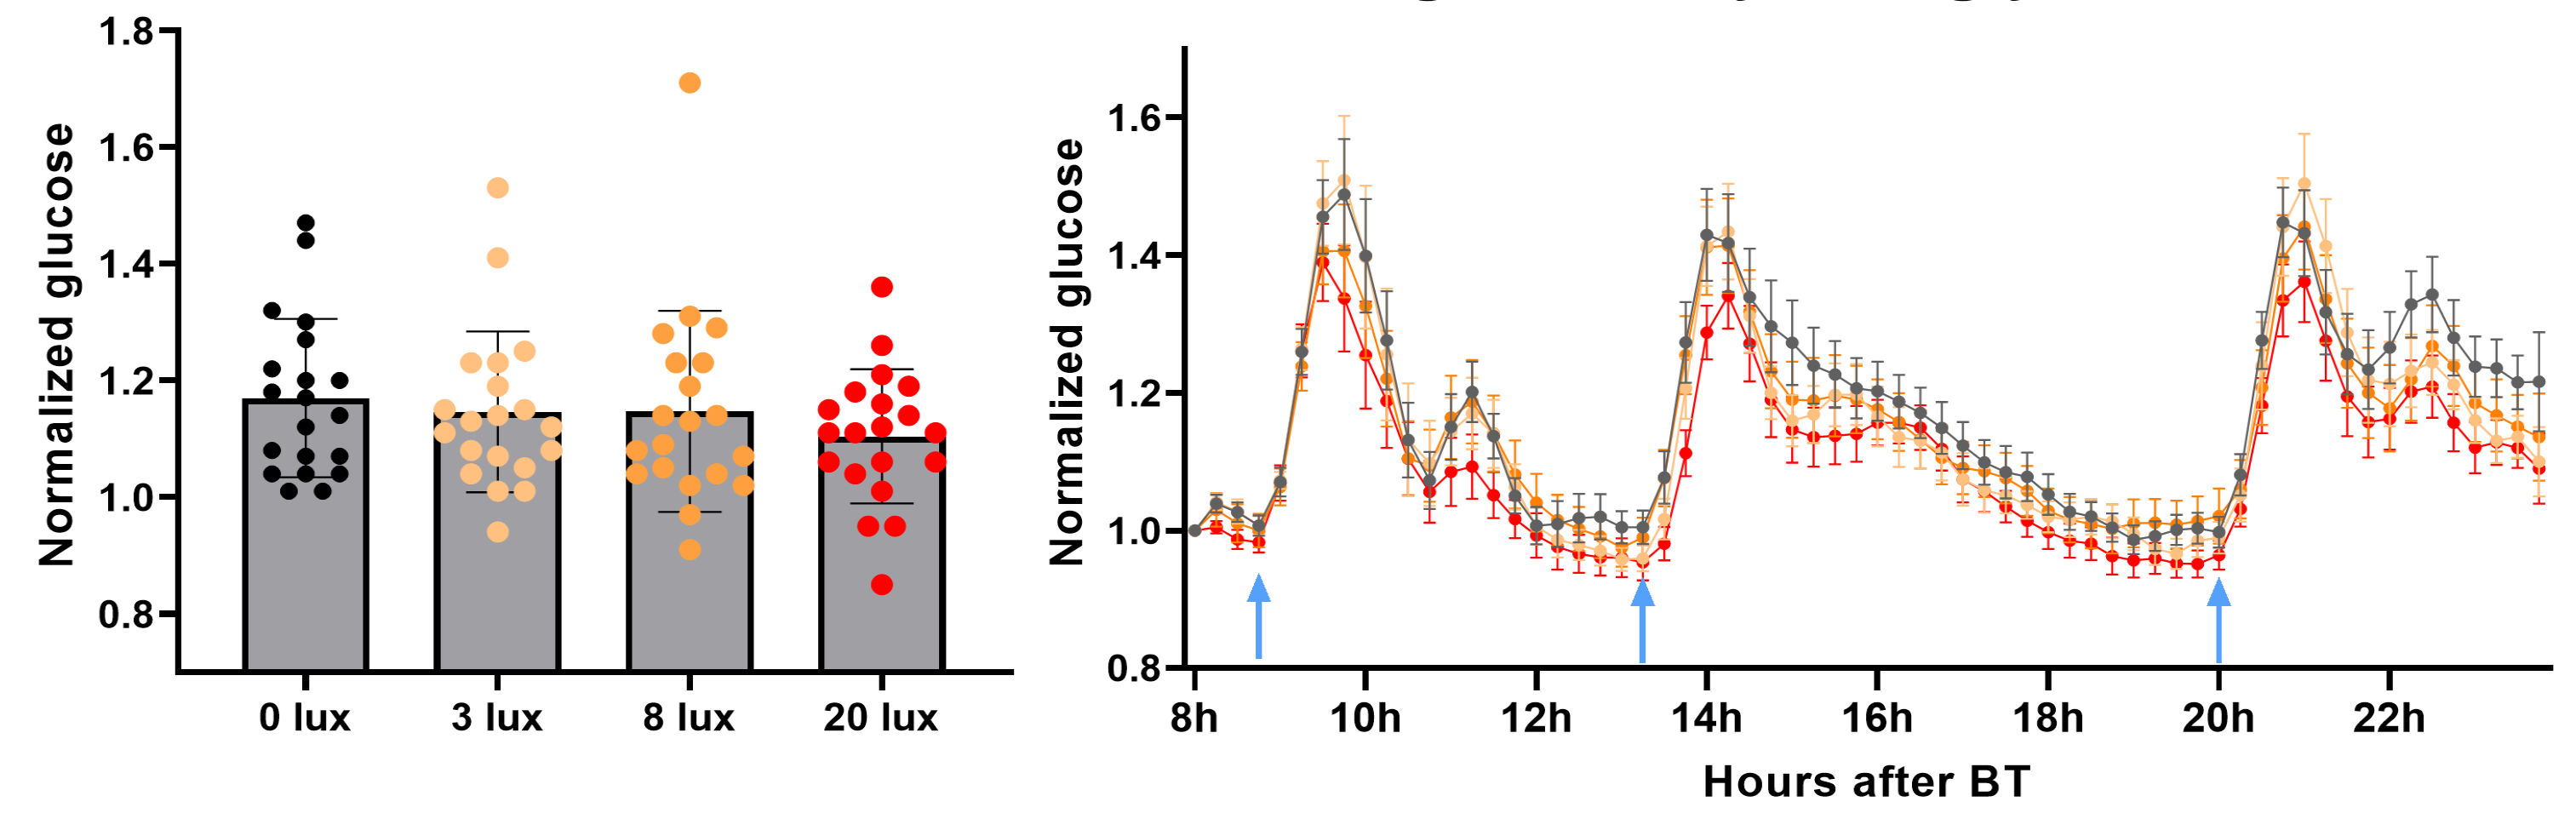 Normalized glucose
1.8
1.6
1.4
1.2
1.0
0.8
0 lux
3 lux
8 lux
20 lux
Normalized glucose
1.6
1.4
1.2
1.0
0.8
8h
10h
12h
14h
16h
18h
20h
22h
Hours after BT